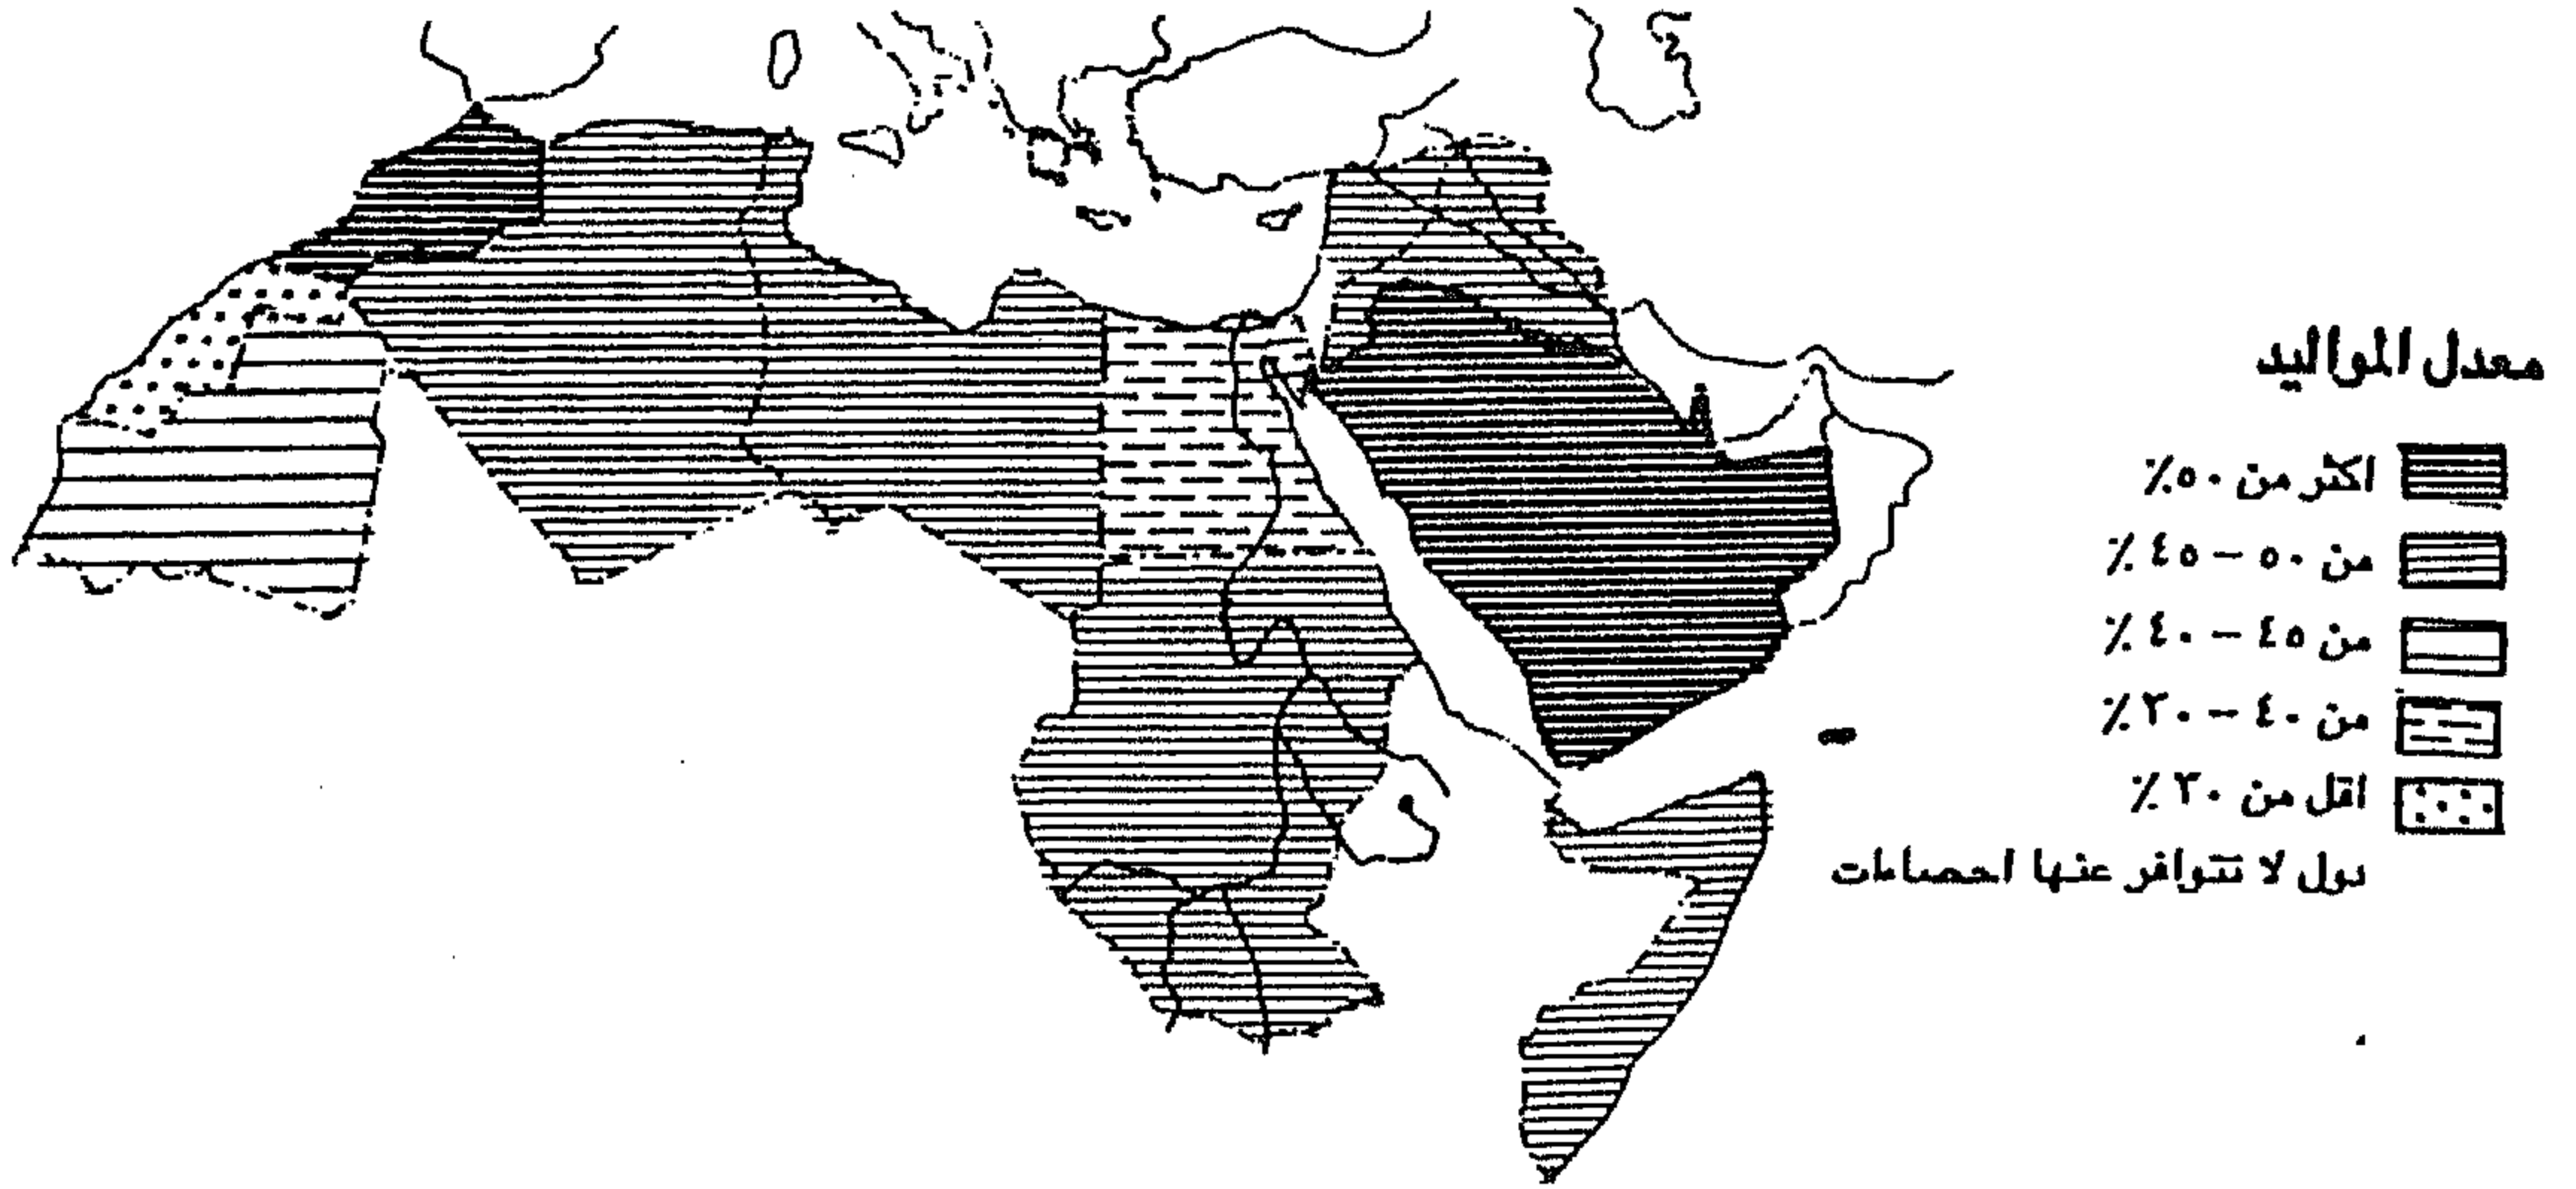 معدل المواليد
اكثر من ٥٠٪
من ٥٠ – ٤٥ ٪
من ٤٥ – ٤٠ ٪
من ٤٠ – ٣٠ ٪
اقل من ٣٠ ٪
دول لا تتوافر عنها احصاءات